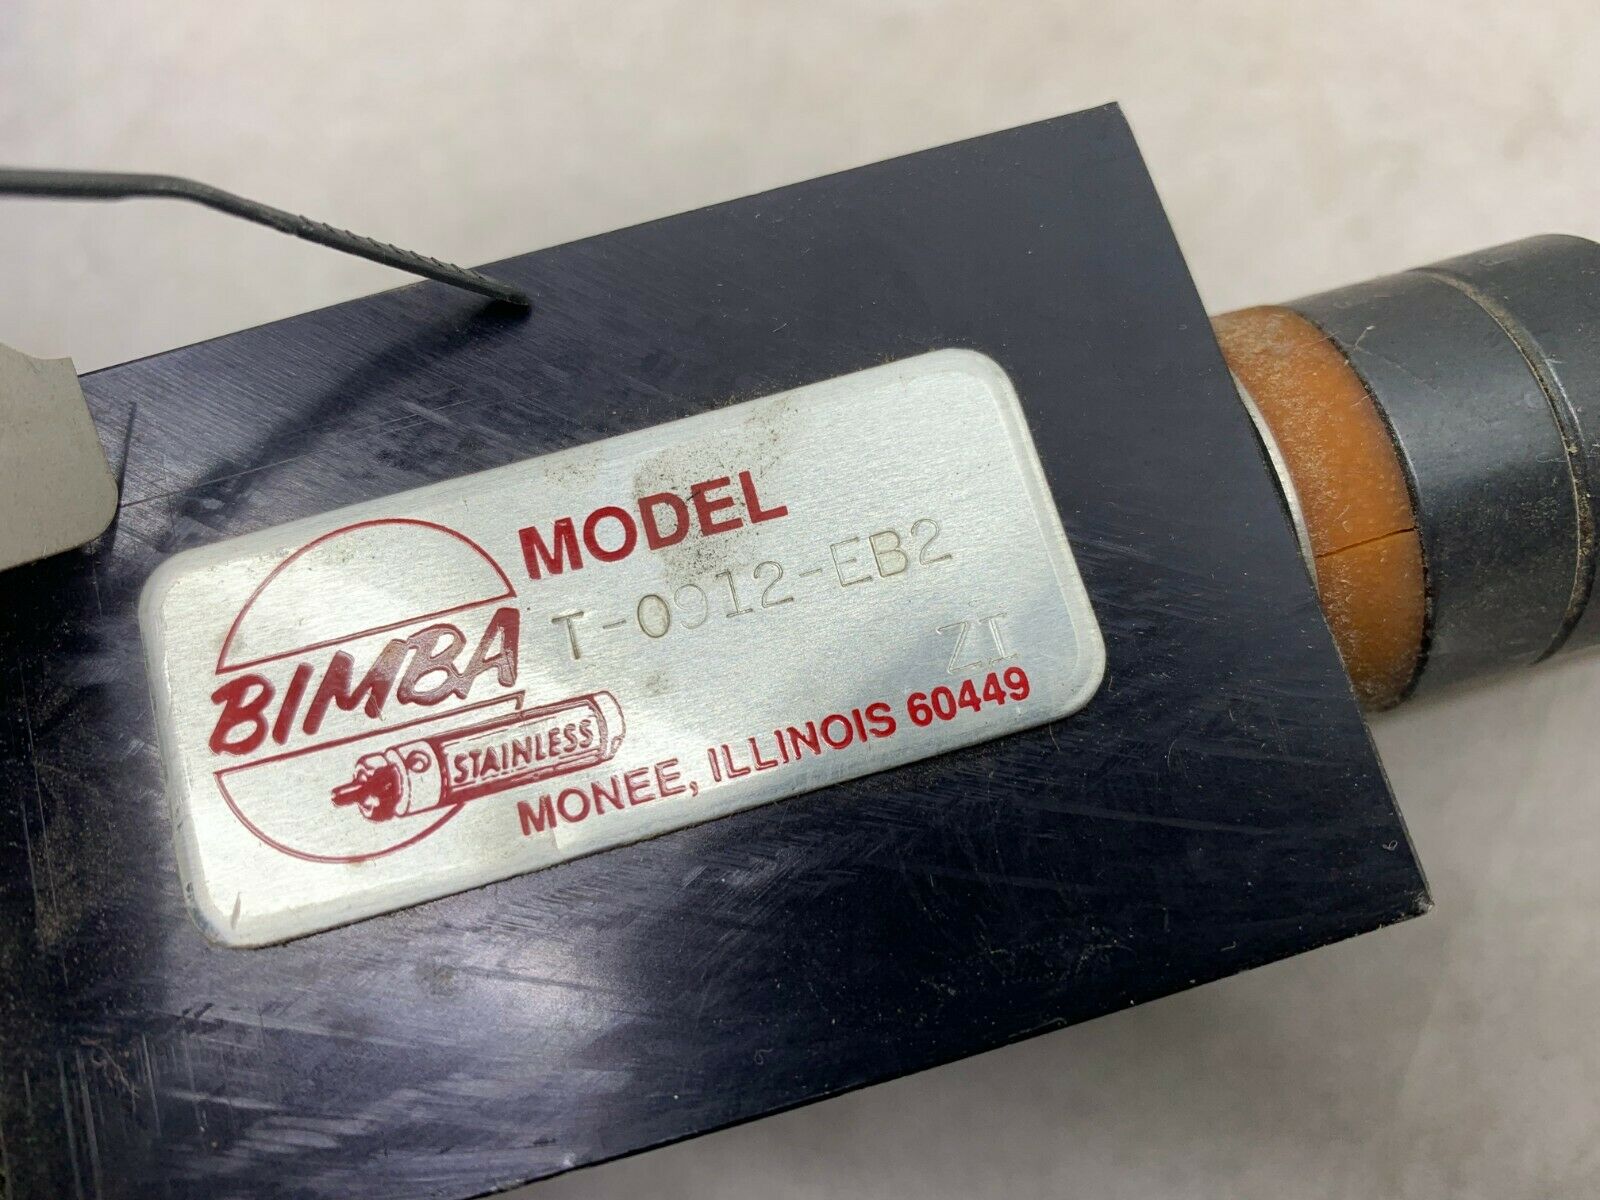 MODEL
T-0912-EB2
ZI
BIMBA
STAINLESS
MONEE, ILLINOIS 60449